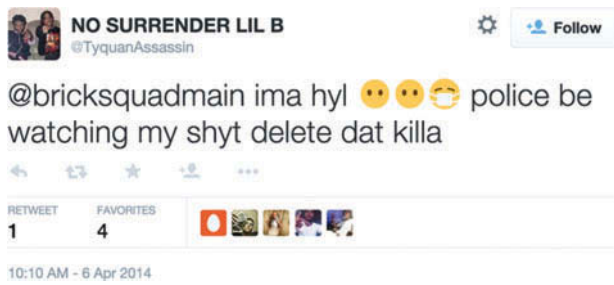 NO SURRENDER LIL B
@TyquanAssassin
Follow
@bricksquadmain ima hyl 😶😶😷 police be
watching my shyt delete dat killa
RETWEET FAVORITES
1 4
10:10 AM - 6 Apr 2014